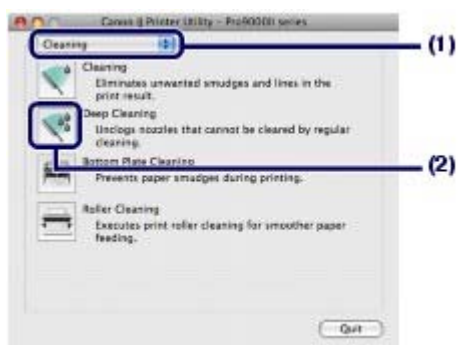 Canon IJ Printer Utility - Pro9000II series
Cleaning
(1)
Cleaning
Eliminates unwanted smudges and lines in the
print result.
Deep Cleaning
Unclogs nozzles that cannot be cleared by regular
cleaning.
(2)
Bottom Plate Cleaning
Prevents paper smudges during printing.
Roller Cleaning
Executes print roller cleaning for smoother paper
feeding.
Quit